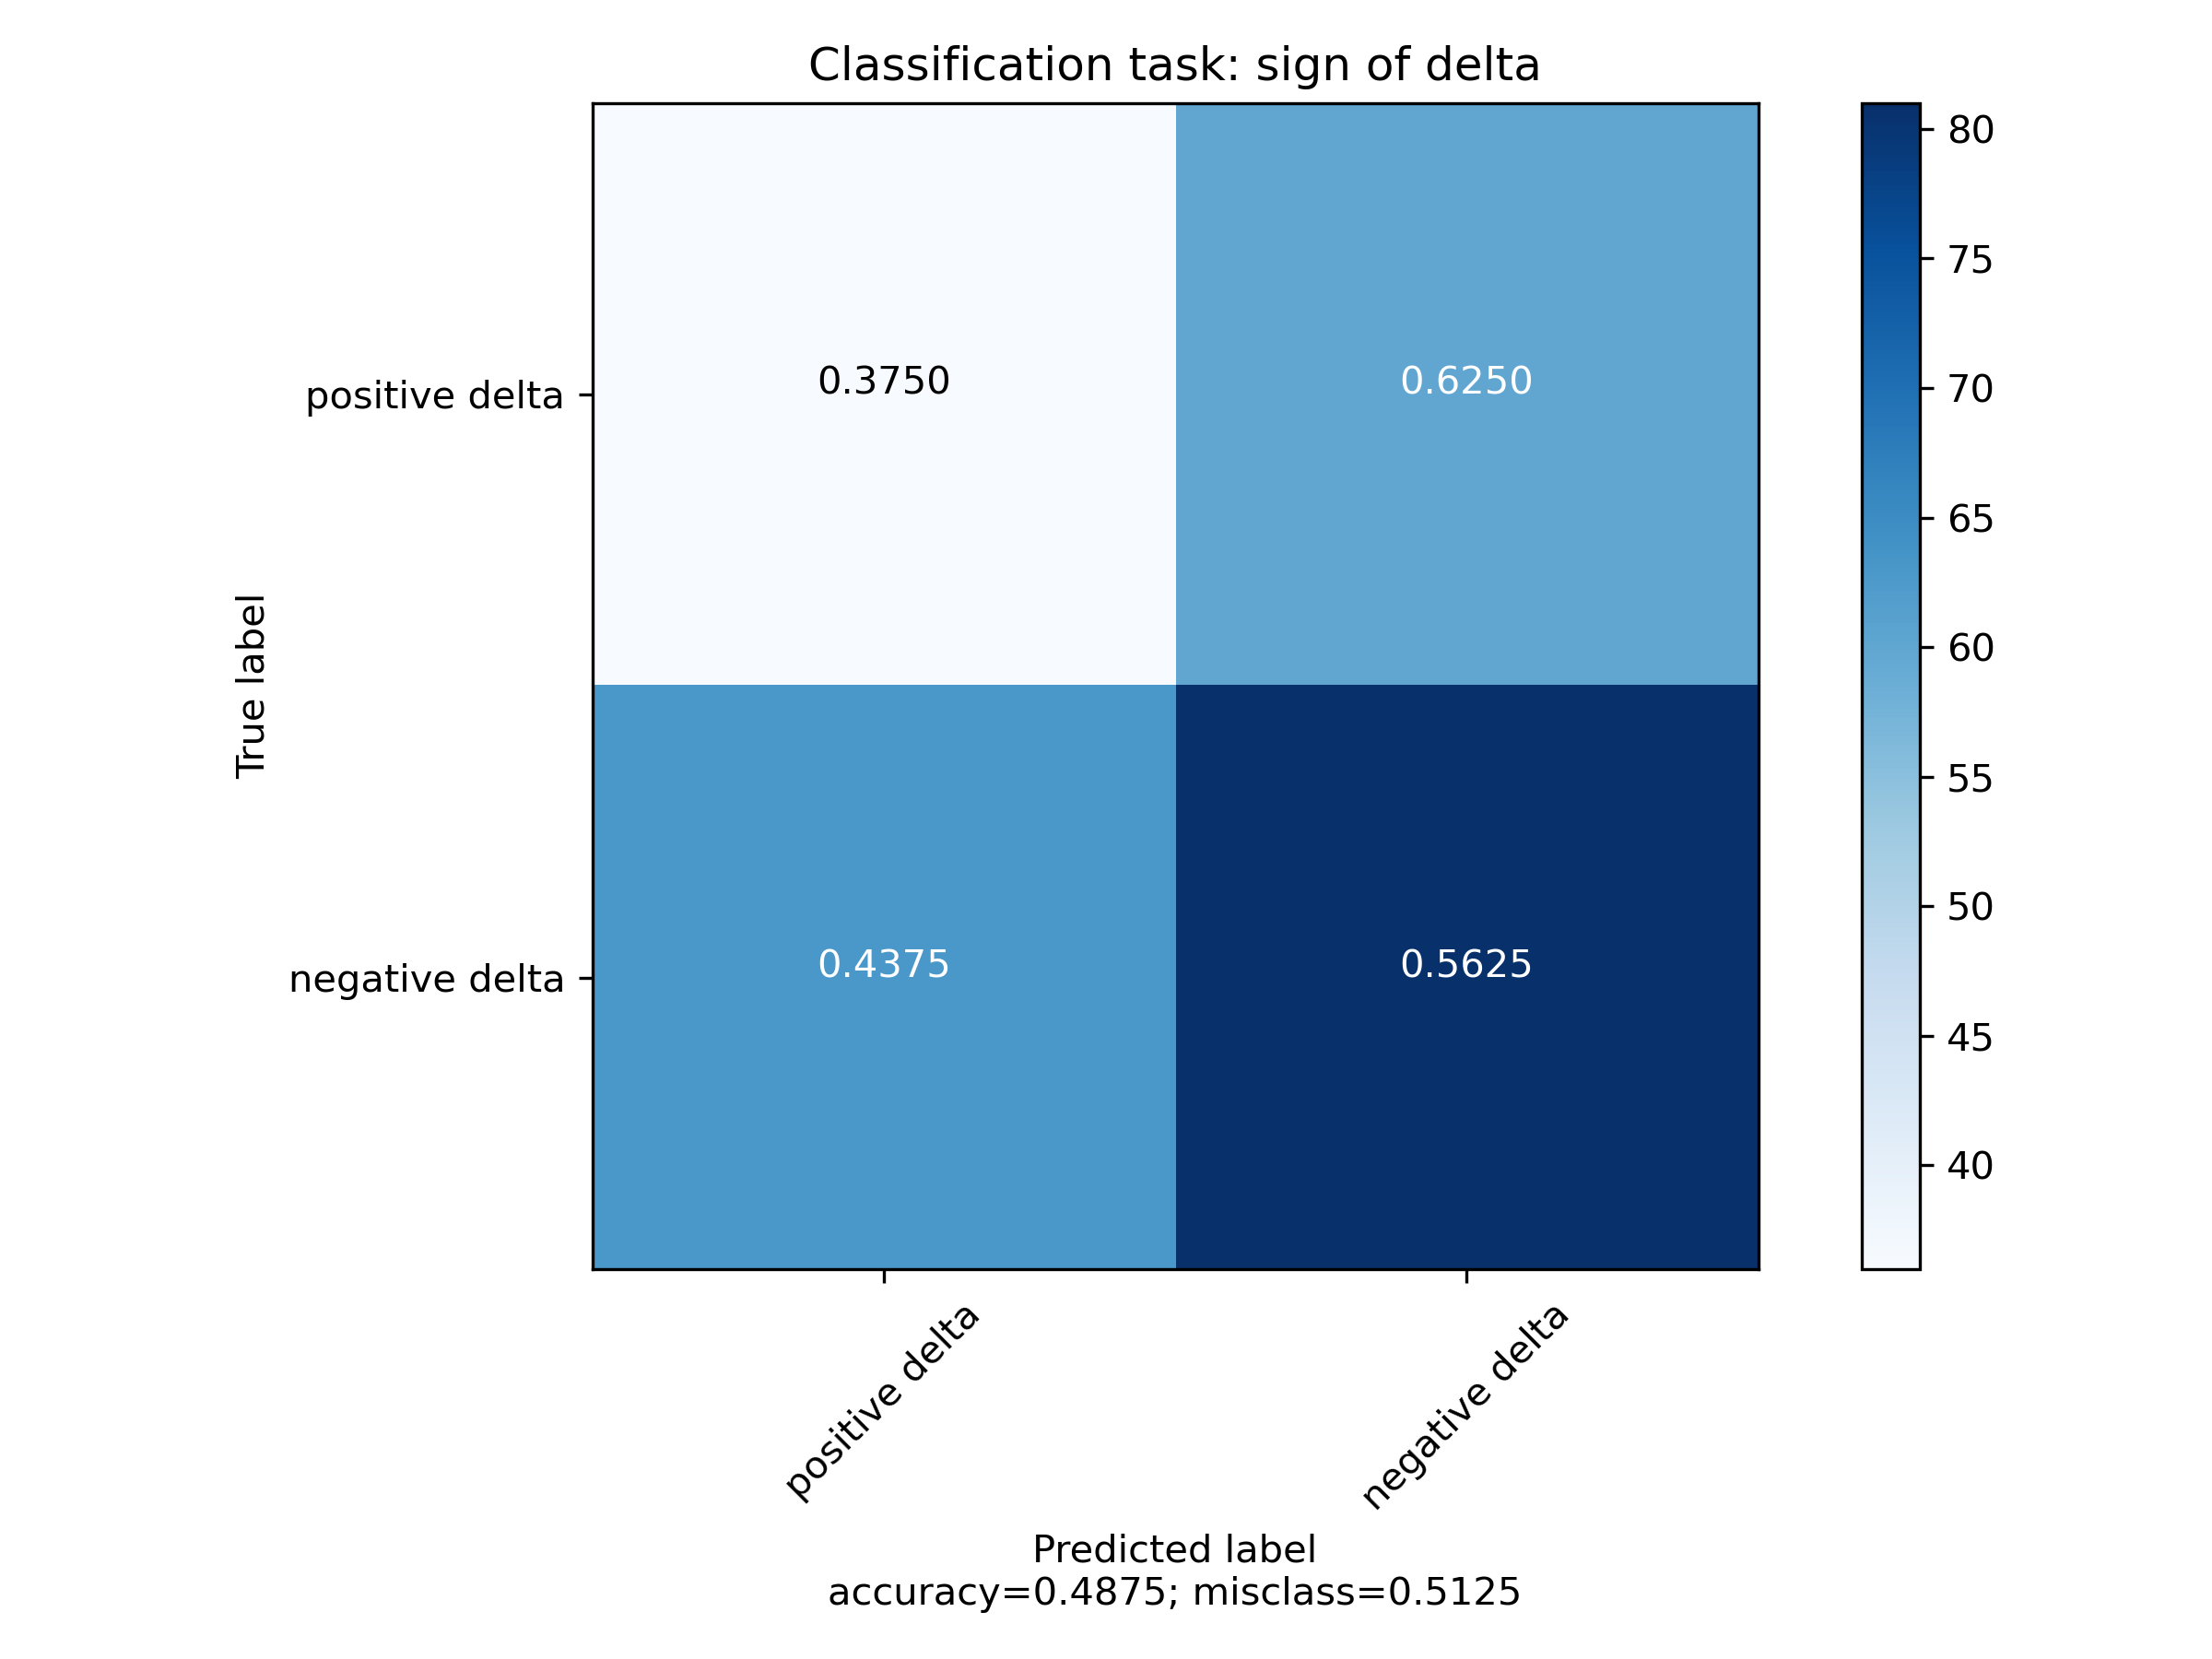 Classification task: sign of delta
True label
positive delta
0.3750
0.6250
negative delta
0.4375
0.5625
positive delta
negative delta
Predicted label
accuracy=0.4875; misclass=0.5125
80
75
70
65
60
55
50
45
40